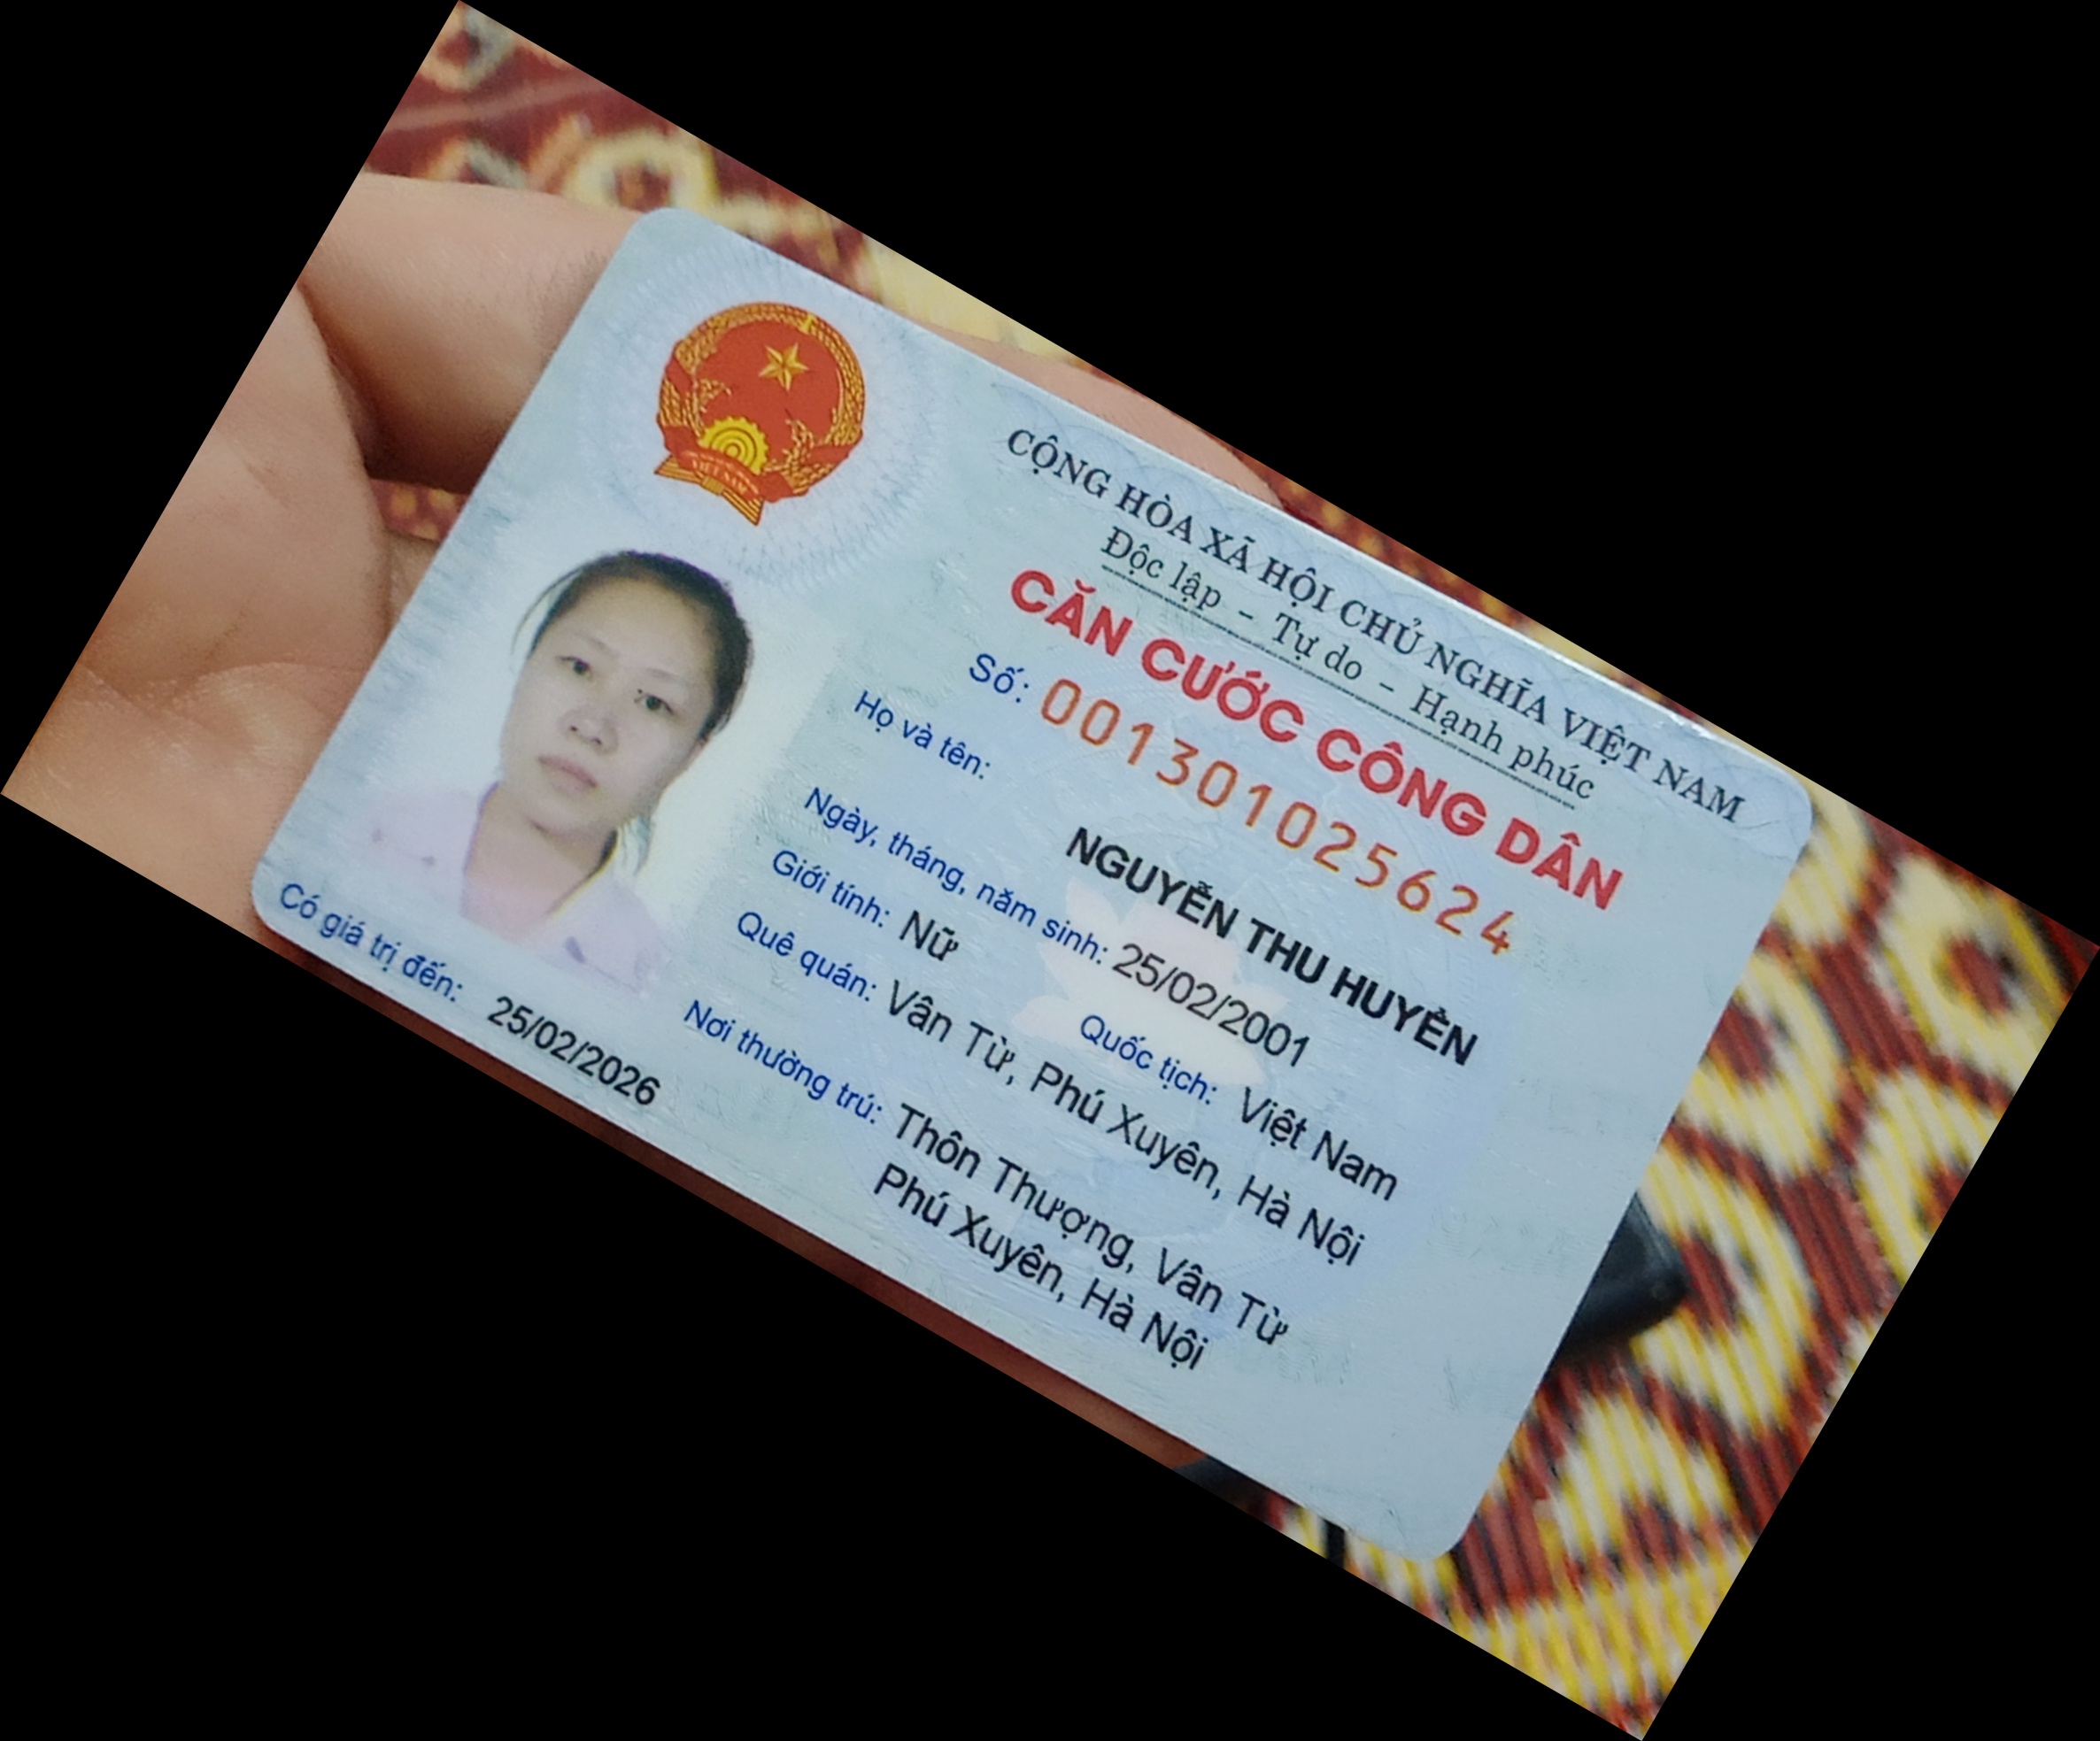 CỘNG HÒA XÃ HỘI CHỦ NGHĨA VIỆT NAM
Độc lập - Tự do - Hạnh phúc
CĂN CƯỚC CÔNG DÂN
Số: 001301025624
Họ và tên:
NGUYỄN THU HUYỀN
Ngày, tháng, năm sinh: 25/02/2001
Giới tính: Nữ Quốc tịch: Việt Nam
Quê quán: Vân Từ, Phú Xuyên, Hà Nội
Nơi thường trú: Thôn Thượng, Vân Từ
Phú Xuyên, Hà Nội
Có giá trị đến: 25/02/2026
VIỆT NAM